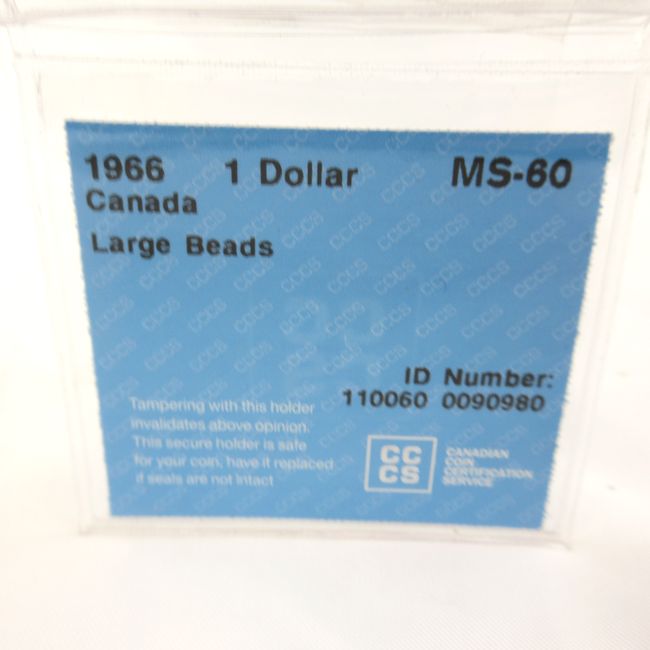 1966 1 Dollar MS-60
Canada
Large Beads
ID Number:
110060 0090980
Tampering with this holder
invalidates above opinion.
This secure holder is safe
for your coin, have it replaced
if seals are not intact
CC
CS
CANADIAN
COIN
CERTIFICATION
SERVICE